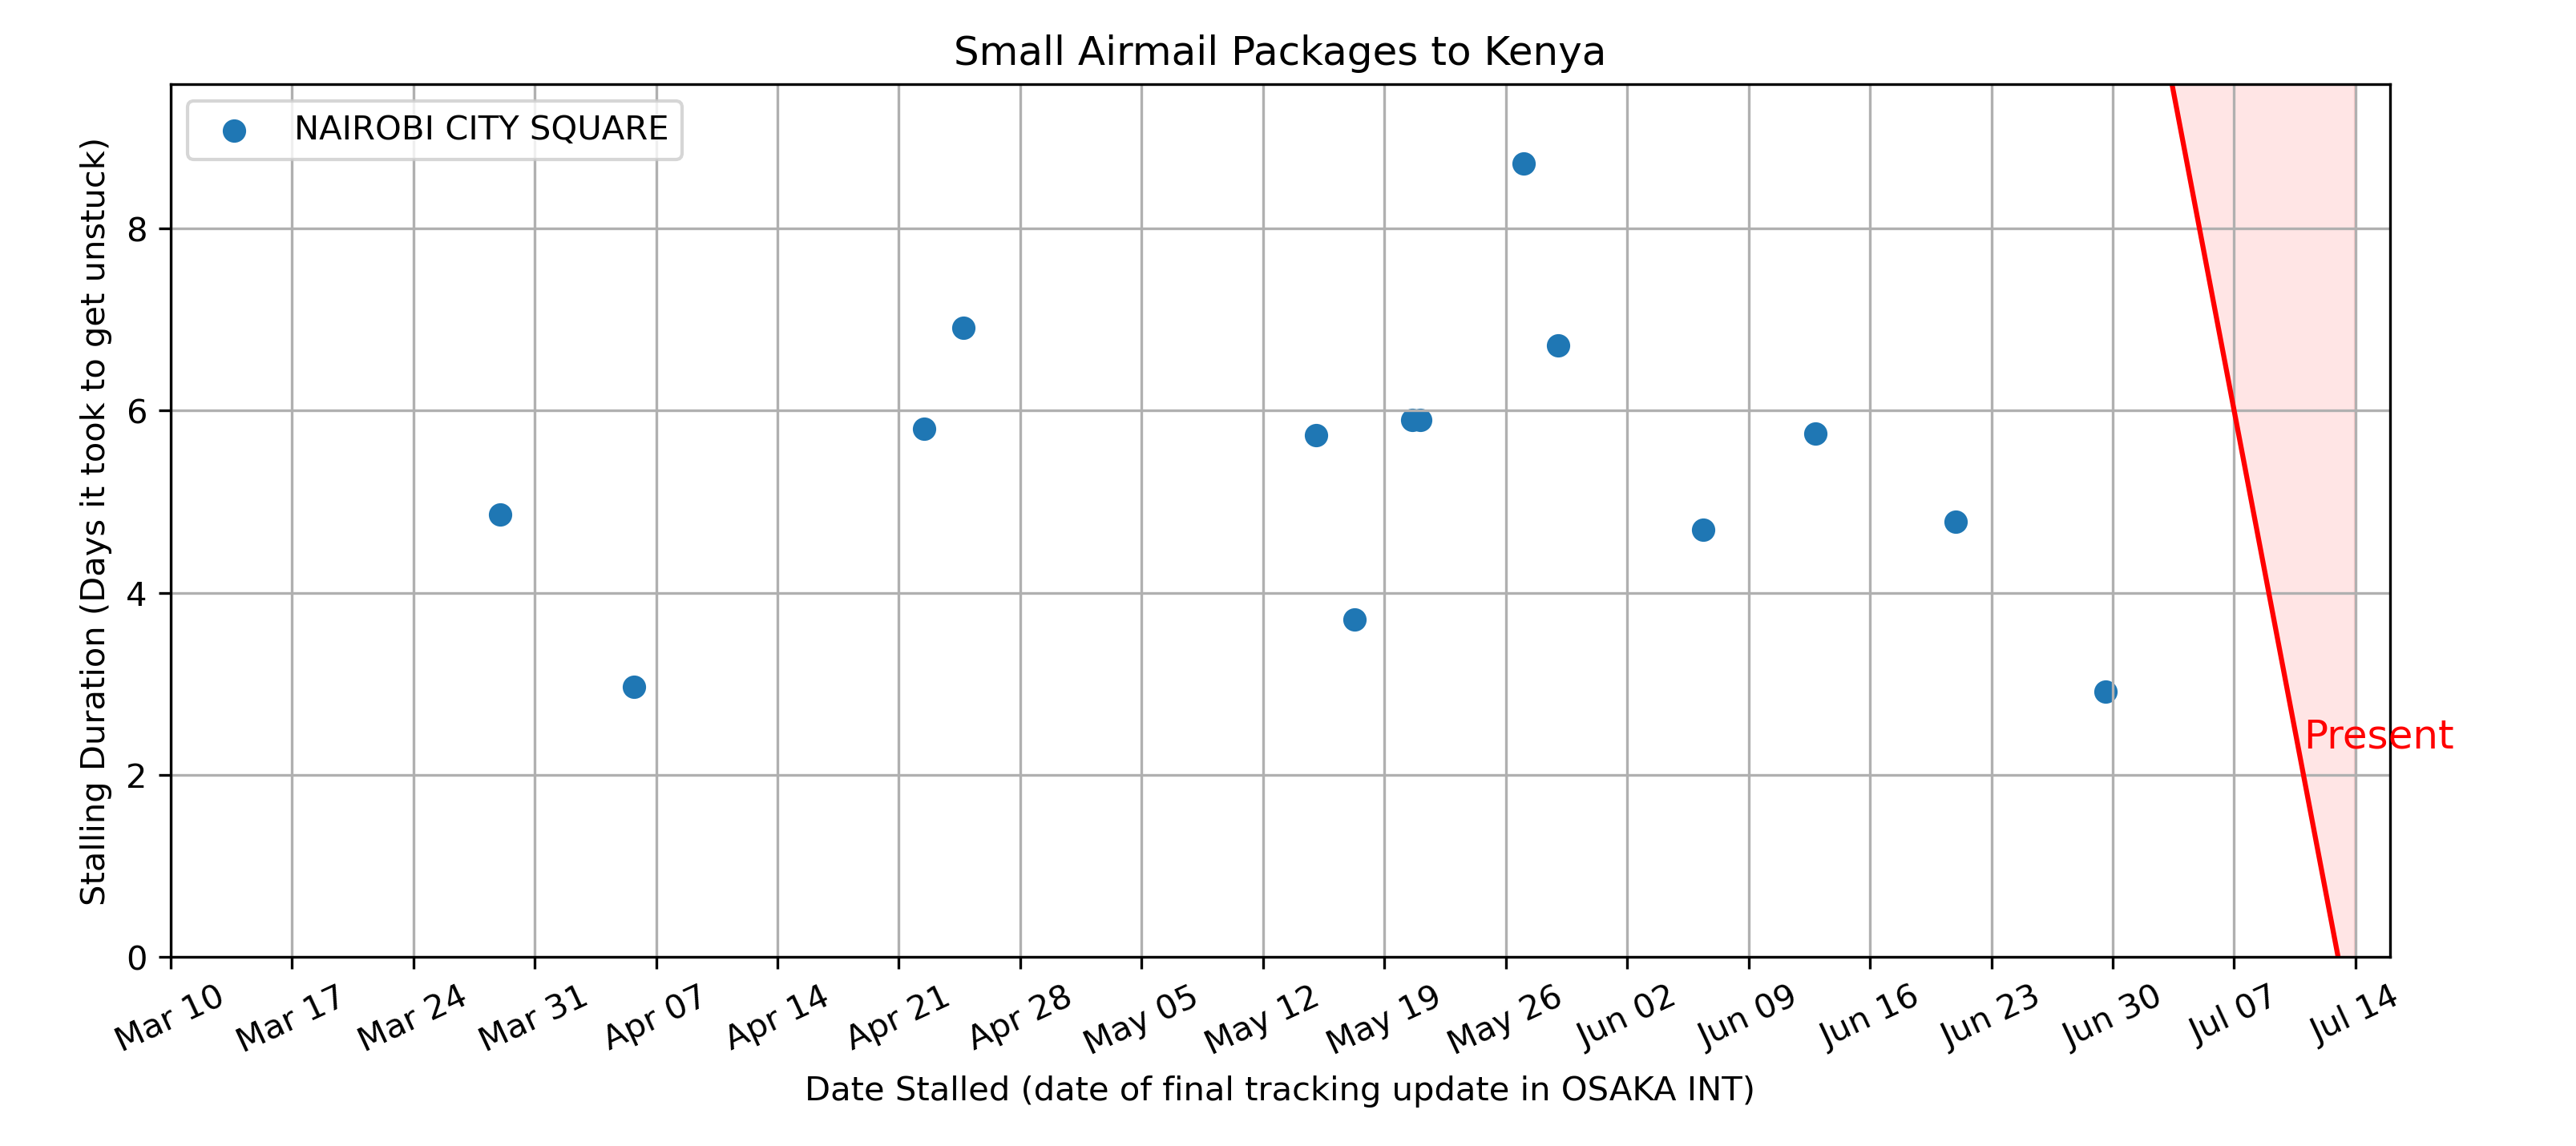 Small Airmail Packages to Kenya
NAIROBI CITY SQUARE
Stalling Duration (Days it took to get unstuck)
8
6
4
2
0
Present
Mar 10
Mar 17
Mar 24
Mar 31
Apr 07
Apr 14
Apr 21
Apr 28
May 05
May 12
May 19
May 26
Jun 02
Jun 09
Jun 16
Jun 23
Jun 30
Jul 07
Jul 14
Date Stalled (date of final tracking update in OSAKA INT)